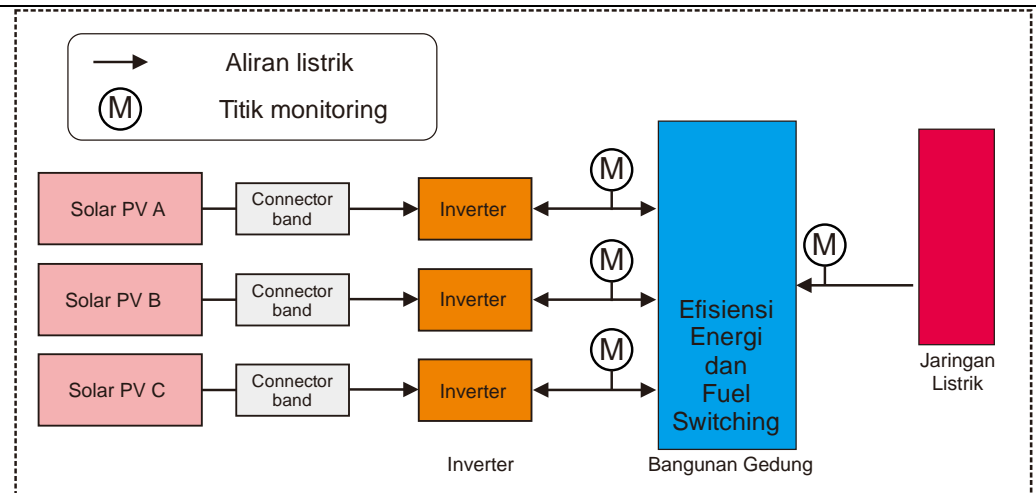 Aliran listrik
M
Titik monitoring
Solar PV A
Connector
band
Inverter
M
Solar PV B
Connector
band
Inverter
M
Solar PV C
Connector
band
Inverter
M
Efisiensi
Energi
dan
Fuel
Switching
M
Jaringan
Listrik
Inverter
Bangunan Gedung